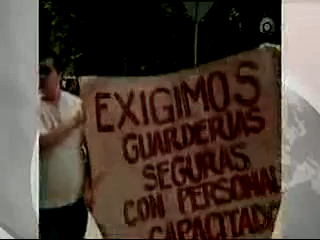 EXIGIMOS
GUARDERIAS
SEGURAS
CON PERSONAL
CAPACITADO